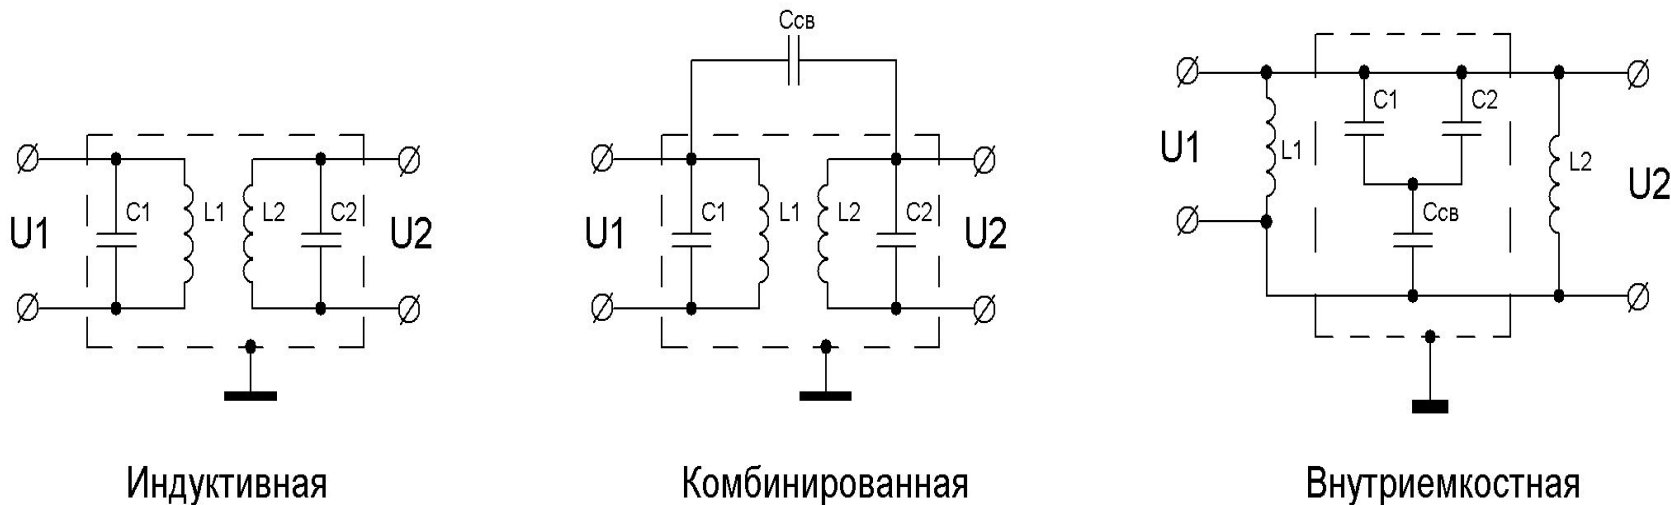 Ссв
U1
C1
L1
L2
C2
U2
Индуктивная
U1
C1
L1
L2
C2
U2
Комбинированная
U1
L1
C1
C2
Ссв
L2
U2
Внутриемкостная